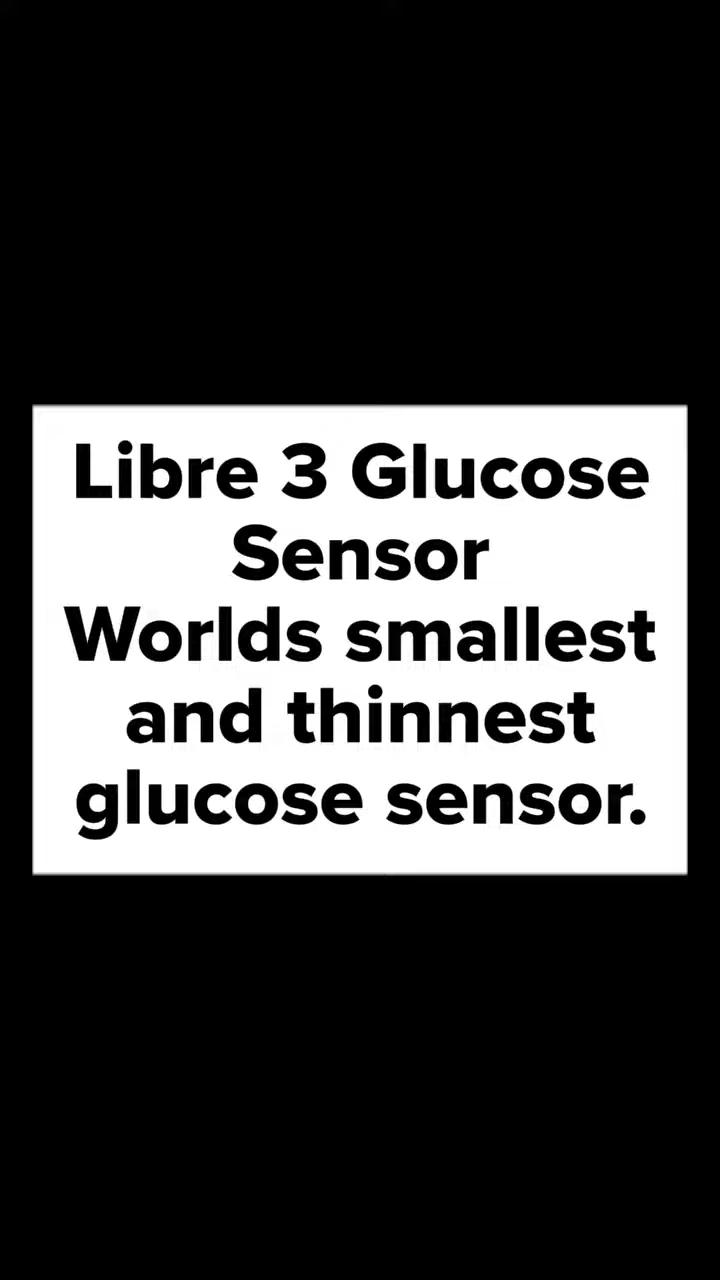 Libre 3 Glucose
Sensor
Worlds smallest
and thinnest
glucose sensor.